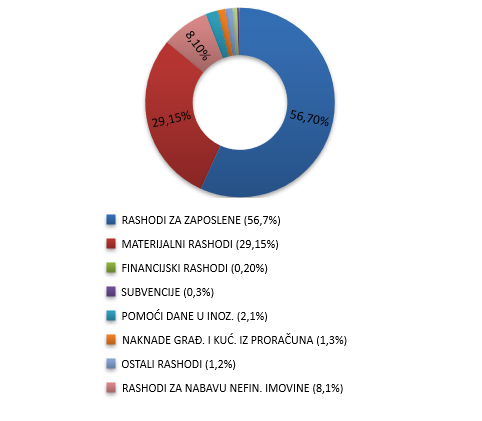 8,10%
29,15%
56,70%
RASHODI ZA ZAPOSLENE (56,7%)
MATERIJALNI RASHODI (29,15%)
FINANCIJSKI RASHODI (0,20%)
SUBVENCIJE (0,3%)
POMOĆI DANE U INOZ. (2,1%)
NAKNADE GRAĐ. I KUĆ. IZ PRORAČUNA (1,3%)
OSTALI RASHODI (1,2%)
RASHODI ZA NABAVU NEFIN. IMOVINE (8,1%)